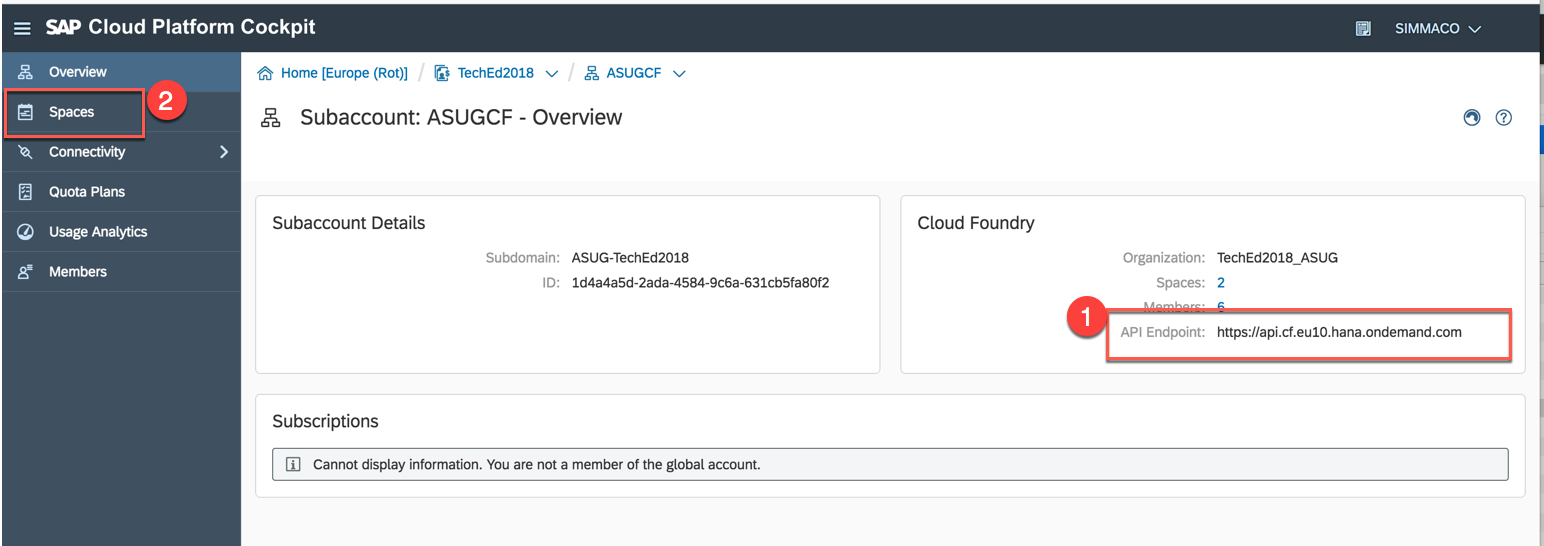 SAP Cloud Platform Cockpit
SIMMACO
Overview
Spaces
2
Connectivity
Quota Plans
Usage Analytics
Members
Home [Europe (Rot)] / TechEd2018 / ASUGCF
Subaccount: ASUGCF - Overview
Subaccount Details
Subdomain: ASUG-TechEd2018
ID: 1d4a4a5d-2ada-4584-9c6a-631cb5fa80f2
Cloud Foundry
Organization: TechEd2018_ASUG
Spaces: 2
Members: 6
1
API Endpoint: https://api.cf.eu10.hana.ondemand.com
Subscriptions
Cannot display information. You are not a member of the global account.